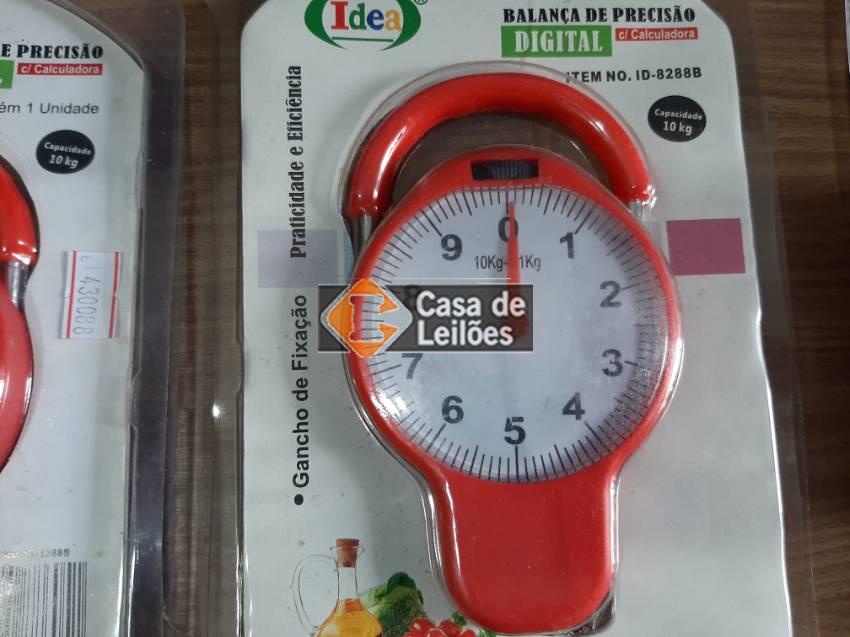 E PRECISÃO
c/ Calculadora
ém 1 Unidade
Capacidade
10 kg
430088
Idea
®
BALANÇA DE PRECISÃO
DIGITAL
c/ Calculadora
ITEM NO. ID-8288B
Capacidade
10 kg
Praticidade e Eficiência
• Gancho de Fixação
0
1
2
3
4
5
6
7
9
10Kg
1Kg
Casa de
Leilões